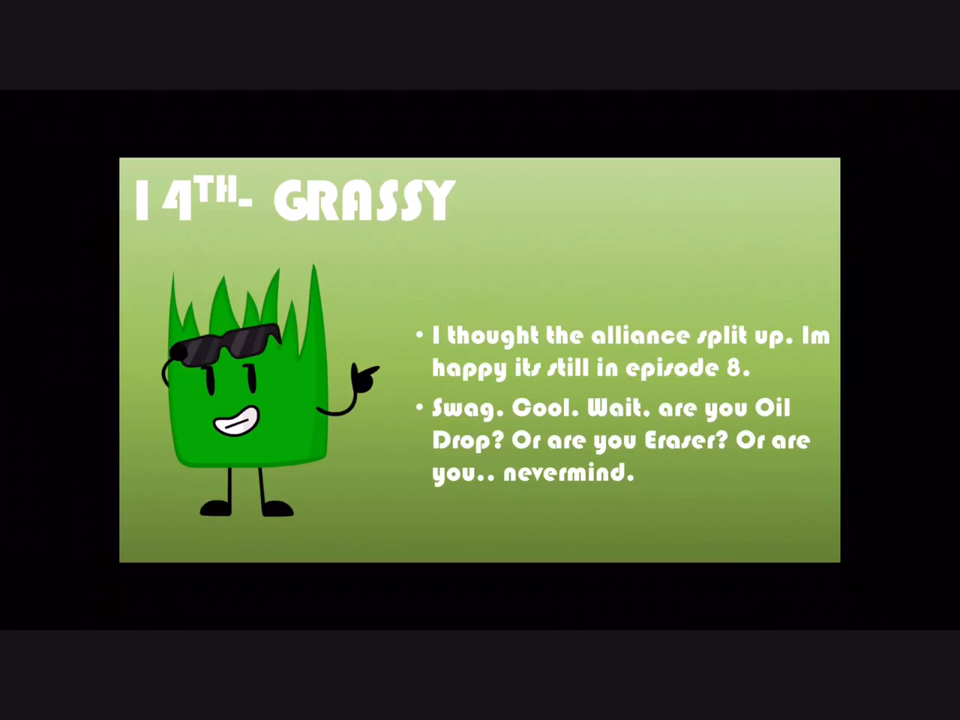 14TH- GRASSY
• I thought the alliance split up. Im
happy its still in episode 8.
• Swag. Cool. Wait, are you Oil
Drop? Or are you Eraser? Or are
you.. nevermind.